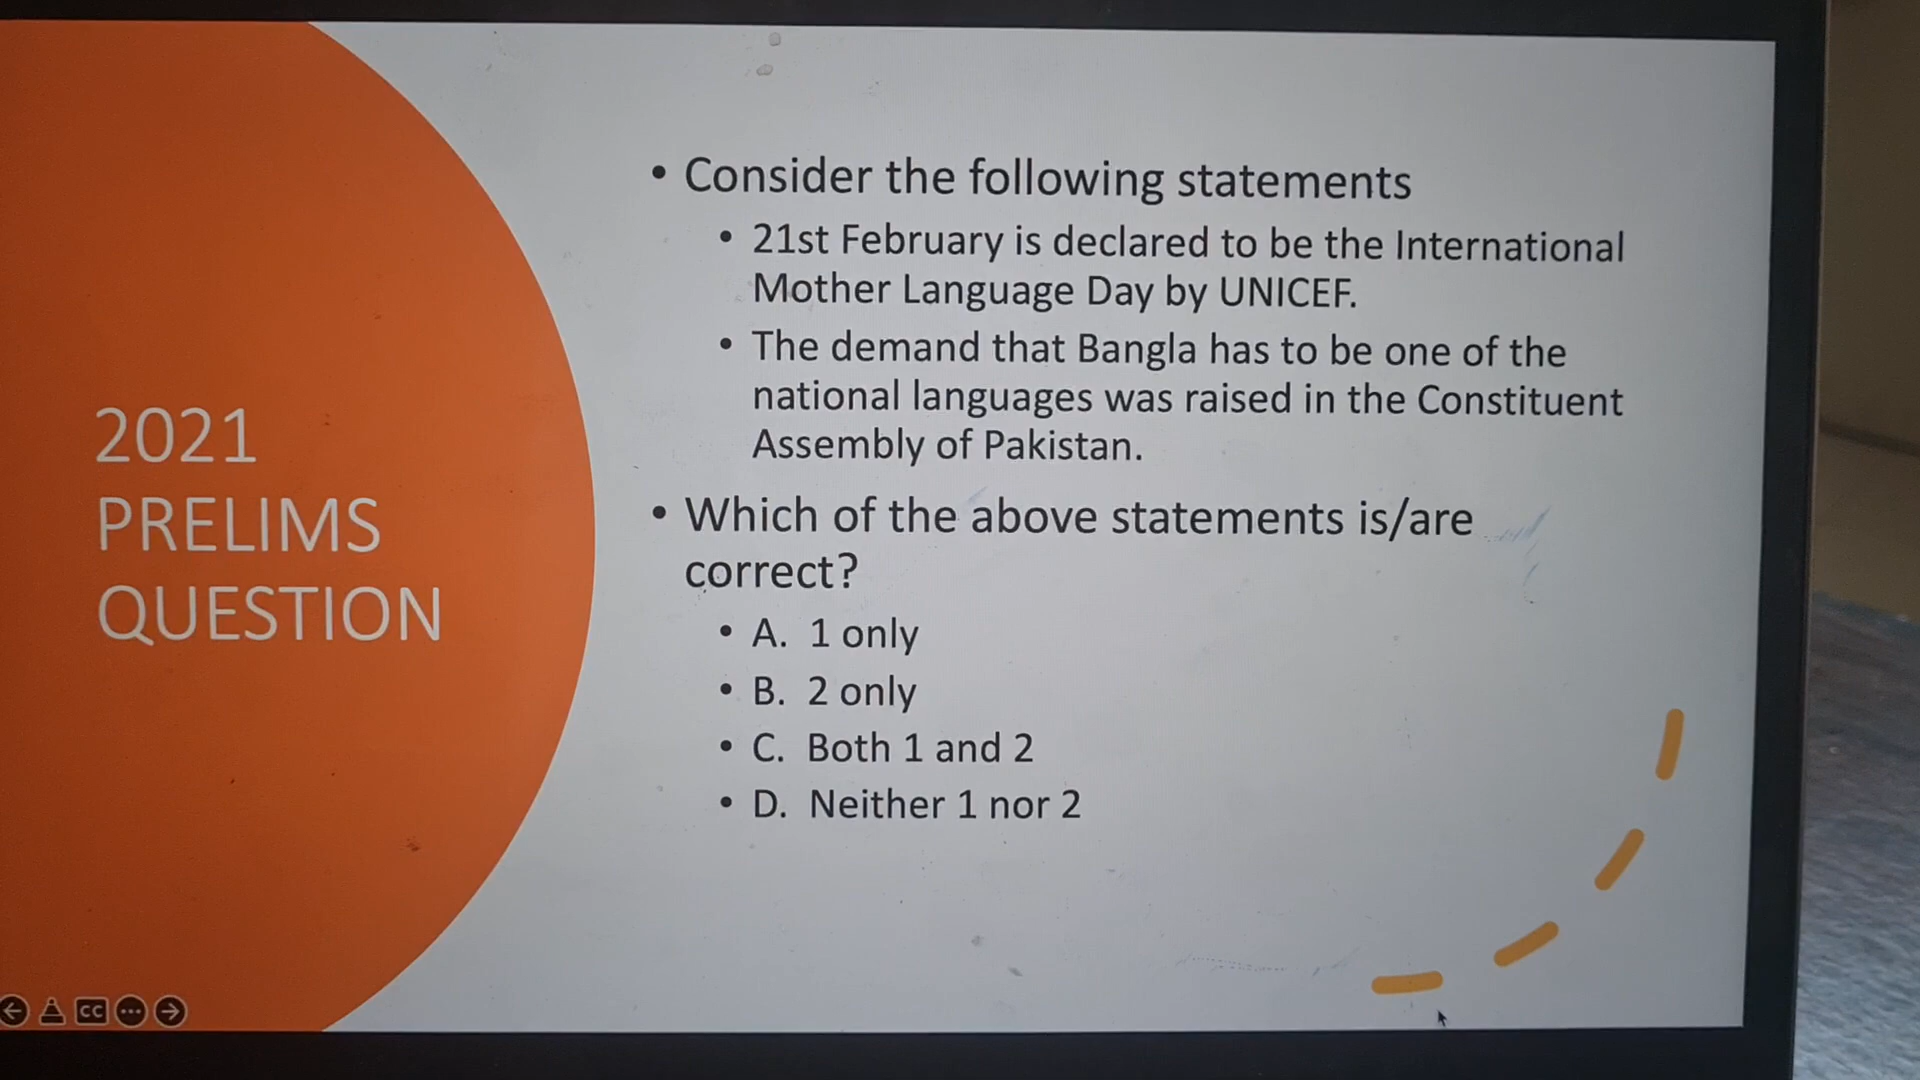 2021
PRELIMS
QUESTION
• Consider the following statements
• 21st February is declared to be the International
Mother Language Day by UNICEF.
• The demand that Bangla has to be one of the
national languages was raised in the Constituent
Assembly of Pakistan.
• Which of the above statements is/are
correct?
• A. 1 only
• B. 2 only
• C. Both 1 and 2
• D. Neither 1 nor 2
CC